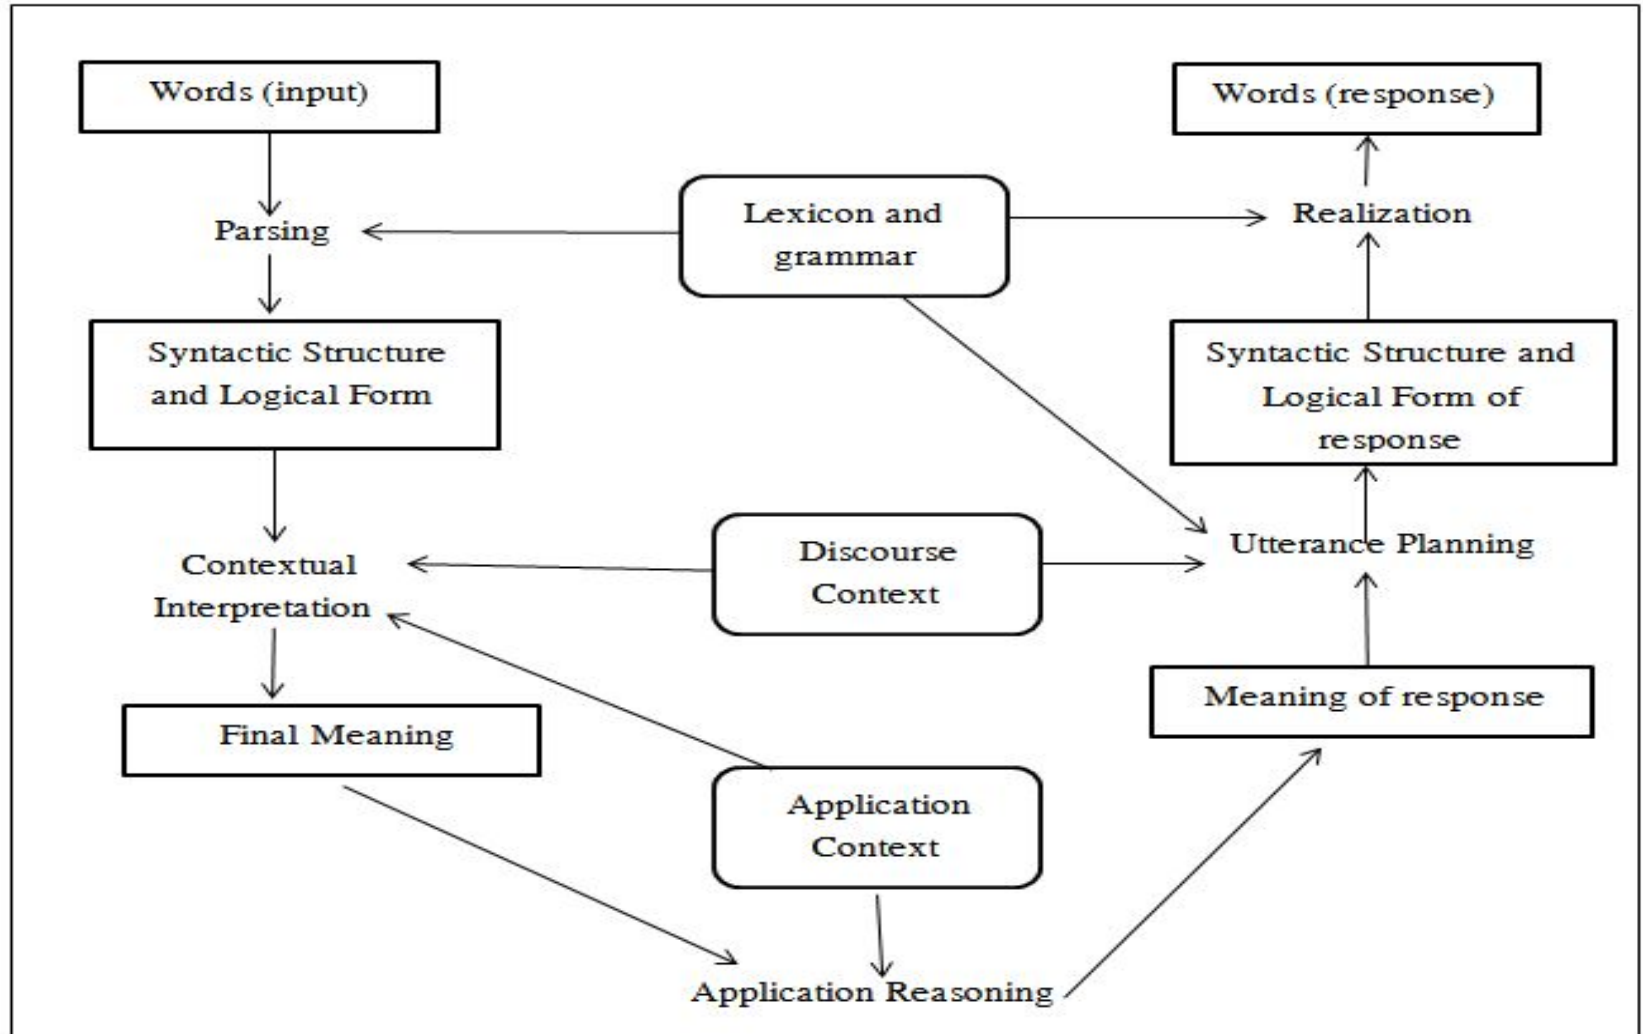 Words (input)
Words (response)
Lexicon and
grammar
Parsing
Realization
Syntactic Structure
and Logical Form
Syntactic Structure and
Logical Form of
response
Discourse
Context
Contextual
Interpretation
Utterance Planning
Final Meaning
Meaning of response
Application
Context
Application Reasoning